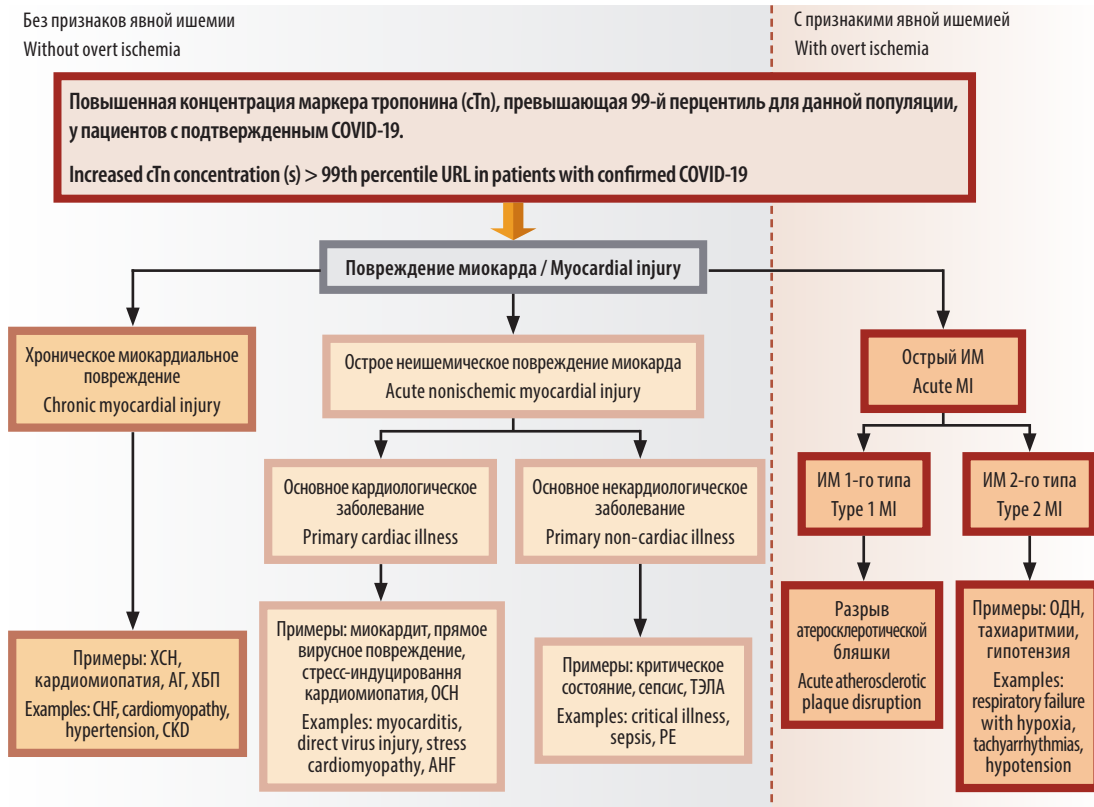 Без признаков явной ишемии
Without overt ischemia
С признакими явной ишемией
With overt ischemia
Повышенная концентрация маркера тропонина (cTn), превышающая 99-й перцентиль для данной популяции,
у пациентов с подтвержденным COVID-19.
Increased cTn concentration (s) > 99th percentile URL in patients with confirmed COVID-19
Повреждение миокарда / Myocardial injury
Хроническое миокардиальное
повреждение
Chronic myocardial injury
Острое неишемическое повреждение миокарда
Acute nonischemic myocardial injury
Острый ИМ
Acute MI
Основное кардиологическое
заболевание
Primary cardiac illness
Основное некардиологическое
заболевание
Primary non-cardiac illness
ИМ 1-го типа
Type 1 MI
ИМ 2-го типа
Type 2 MI
Примеры: ХСН,
кардиомиопатия, АГ, ХБП
Examples: CHF, cardiomyopathy,
hypertension, CKD
Примеры: миокардит, прямое
вирусное повреждение,
стресс-индуцировання
кардиомиопатия, ОСН
Examples: myocarditis,
direct virus injury, stress
cardiomyopathy, AHF
Примеры: критическое
состояние, сепсис, ТЭЛА
Examples: critical illness,
sepsis, PE
Разрыв
атеросклеротической
бляшки
Acute atherosclerotic
plaque disruption
Примеры: ОДН,
тахиаритмии,
гипотензия
Examples:
respiratory failure
with hypoxia,
tachyarrhythmias,
hypotension